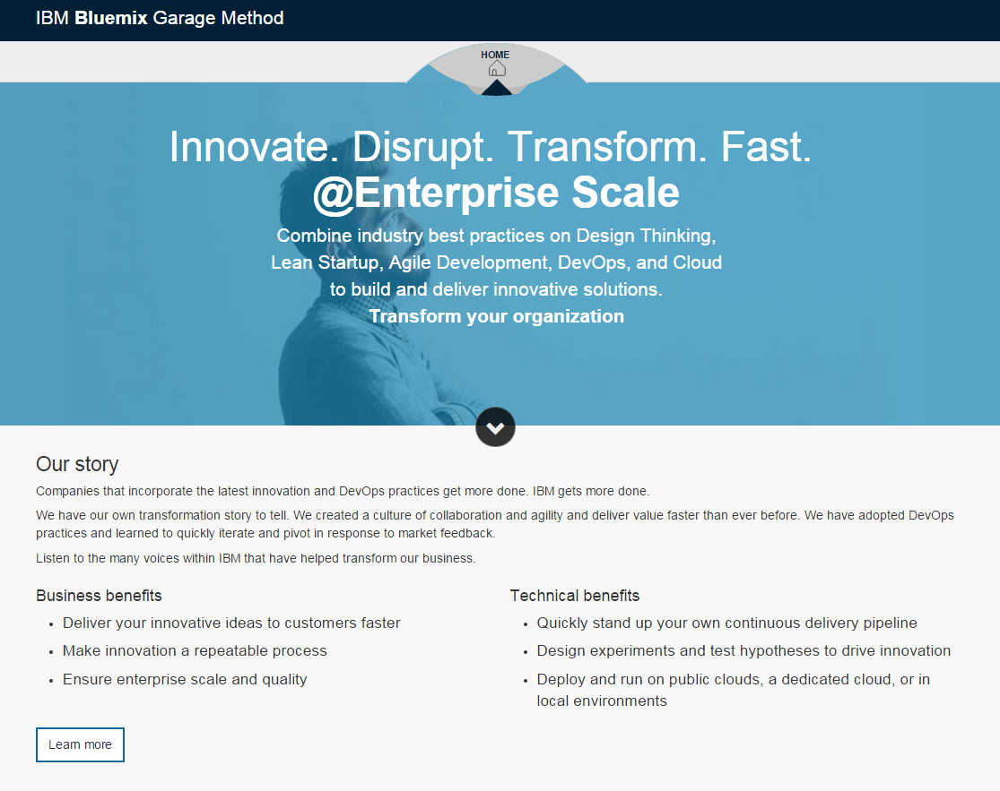 IBM Bluemix Garage Method
HOME
Innovate. Disrupt. Transform. Fast.
@Enterprise Scale
Combine industry best practices on Design Thinking,
Lean Startup, Agile Development, DevOps, and Cloud
to build and deliver innovative solutions.
Transform your organization
Our story
Companies that incorporate the latest innovation and DevOps practices get more done. IBM gets more done.
We have our own transformation story to tell. We created a culture of collaboration and agility and deliver value faster than ever before. We have adopted DevOps
practices and learned to quickly iterate and pivot in response to market feedback.
Listen to the many voices within IBM that have helped transform our business.
Business benefits
• Deliver your innovative ideas to customers faster
• Make innovation a repeatable process
• Ensure enterprise scale and quality
Technical benefits
• Quickly stand up your own continuous delivery pipeline
• Design experiments and test hypotheses to drive innovation
• Deploy and run on public clouds, a dedicated cloud, or in
local environments
Learn more